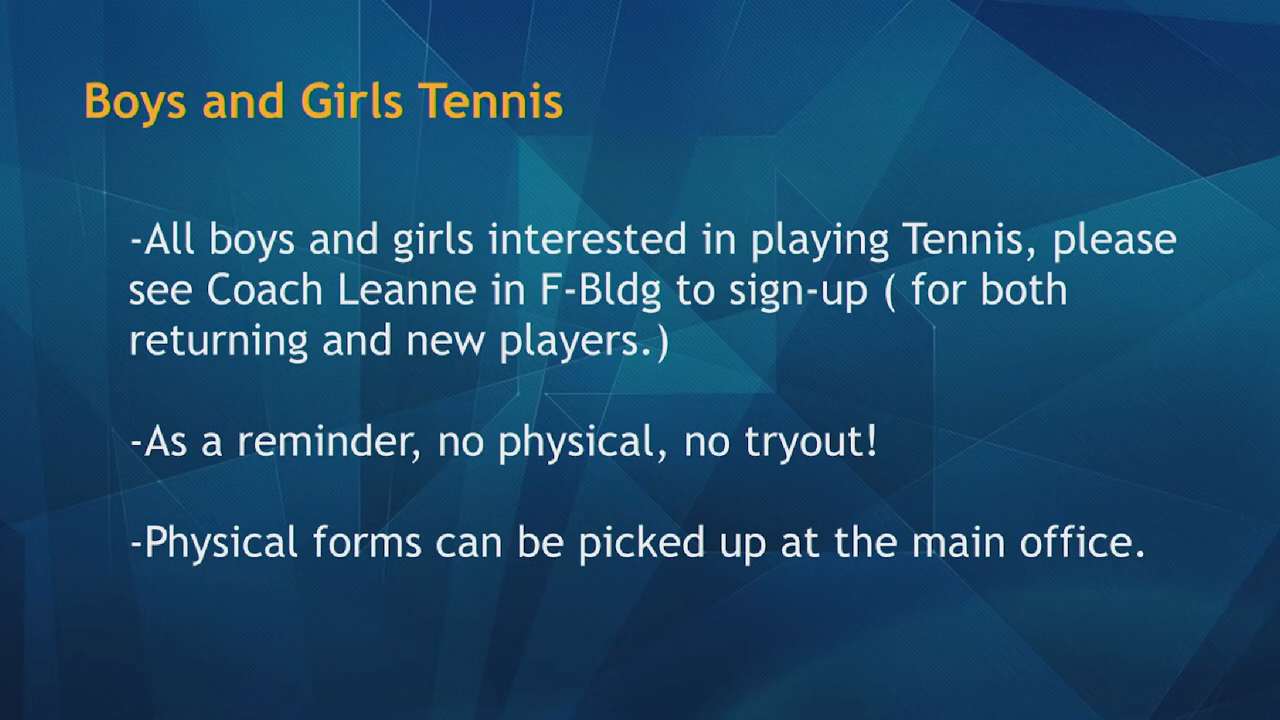 Boys and Girls Tennis
-All boys and girls interested in playing Tennis, please
see Coach Leanne in F-Bldg to sign-up ( for both
returning and new players.)
-As a reminder, no physical, no tryout!
-Physical forms can be picked up at the main office.